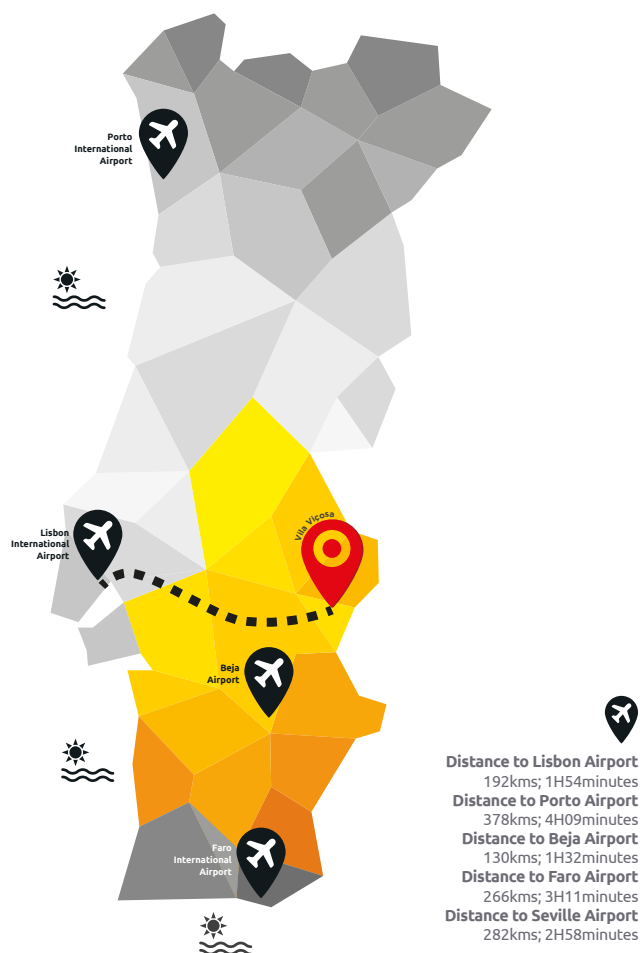 Porto
International
Airport
Lisbon
International
Airport
Vila Viçosa
Beja
Airport
Faro
International
Airport
Distance to Lisbon Airport
192kms; 1H54minutes
Distance to Porto Airport
378kms; 4H09minutes
Distance to Beja Airport
130kms; 1H32minutes
Distance to Faro Airport
266kms; 3H11minutes
Distance to Seville Airport
282kms; 2H58minutes